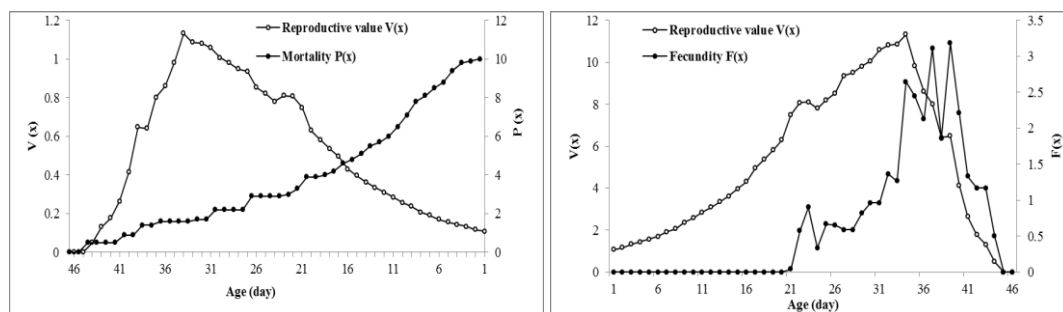 Reproductive value V(x)
Mortality P(x)
1.2
1
0.8
0.6
0.4
0.2
0
V (x)
12
10
8
6
4
2
0
P (x)
46 41 36 31 26 21 16 11 6 1
Age (day)
Reproductive value V(x)
Fecundity F(x)
12
10
8
6
4
2
0
V(x)
3.5
3
2.5
2
1.5
1
0.5
0
F(x)
1 6 11 16 21 26 31 36 41 46
Age (day)